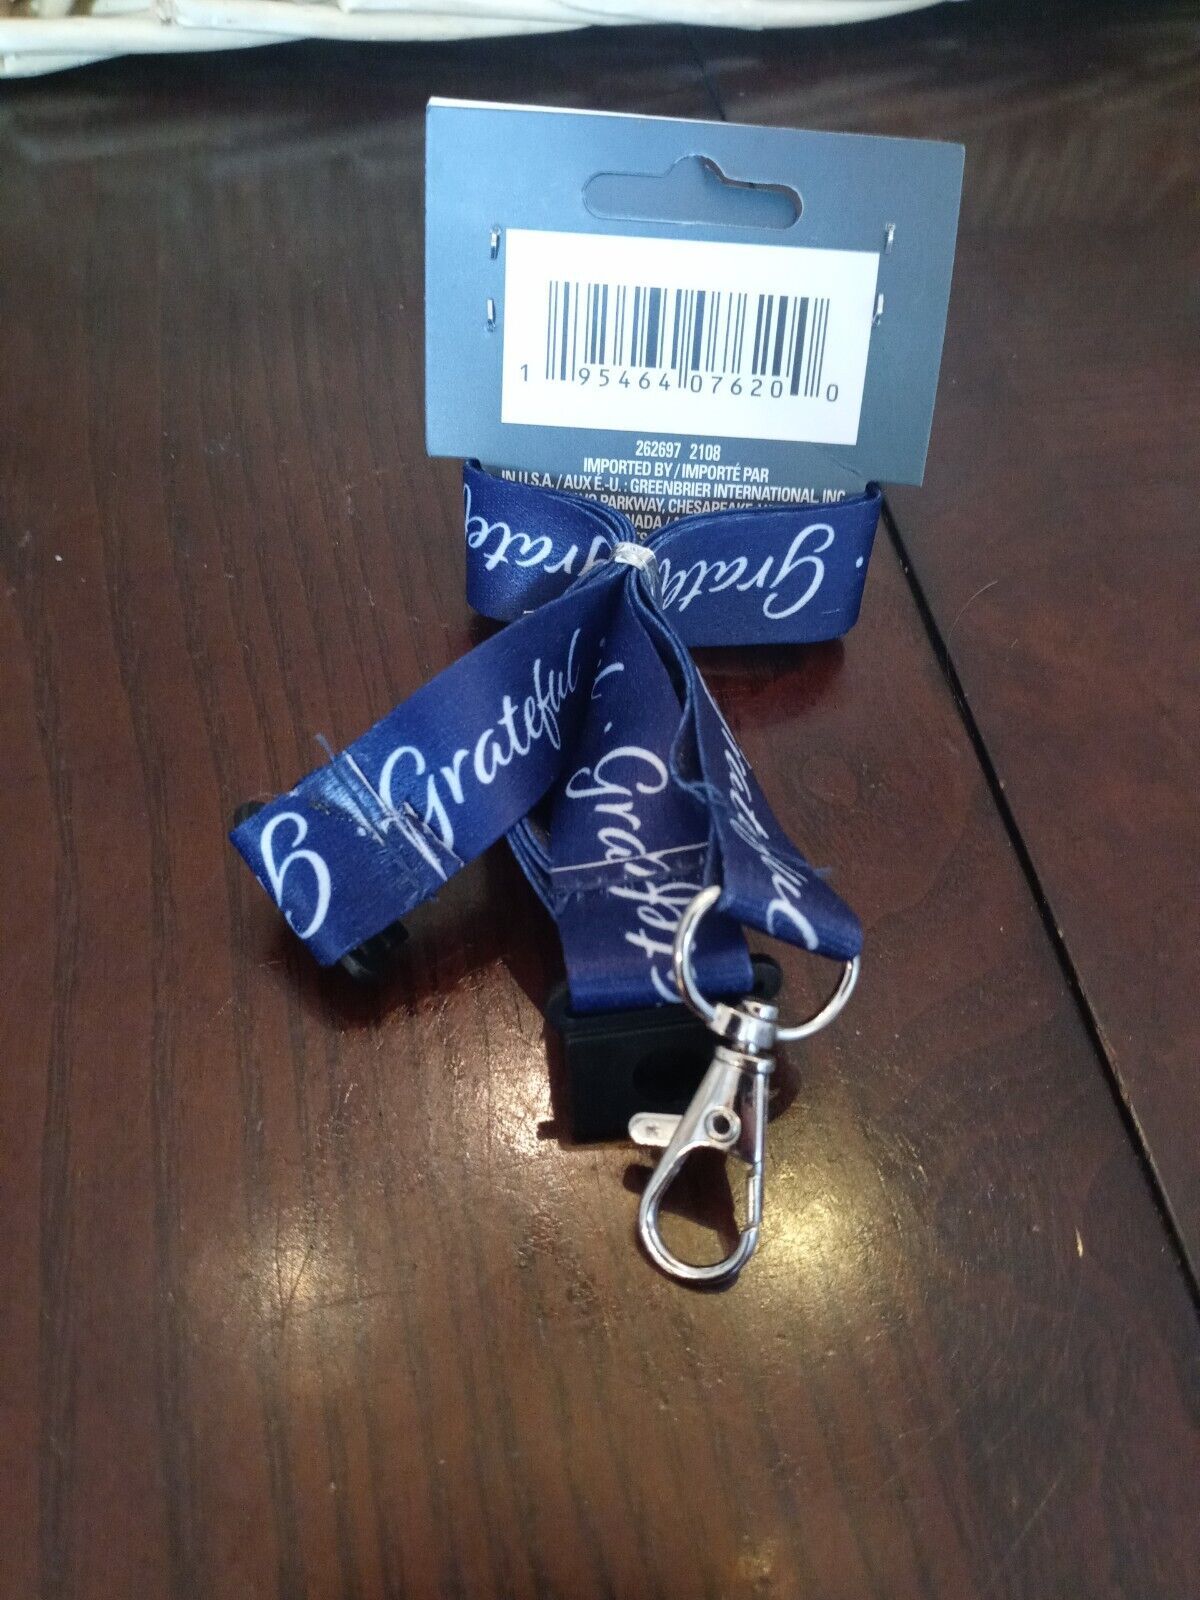 1 95464 07620 0
262697 2108
IMPORTED BY / IMPORTÉ PAR
IN U.S.A. / AUX É.-U. : GREENBRIER INTERNATIONAL, INC
PARKWAY, CHESAPEAKE
Grateful
Grateful
Grateful